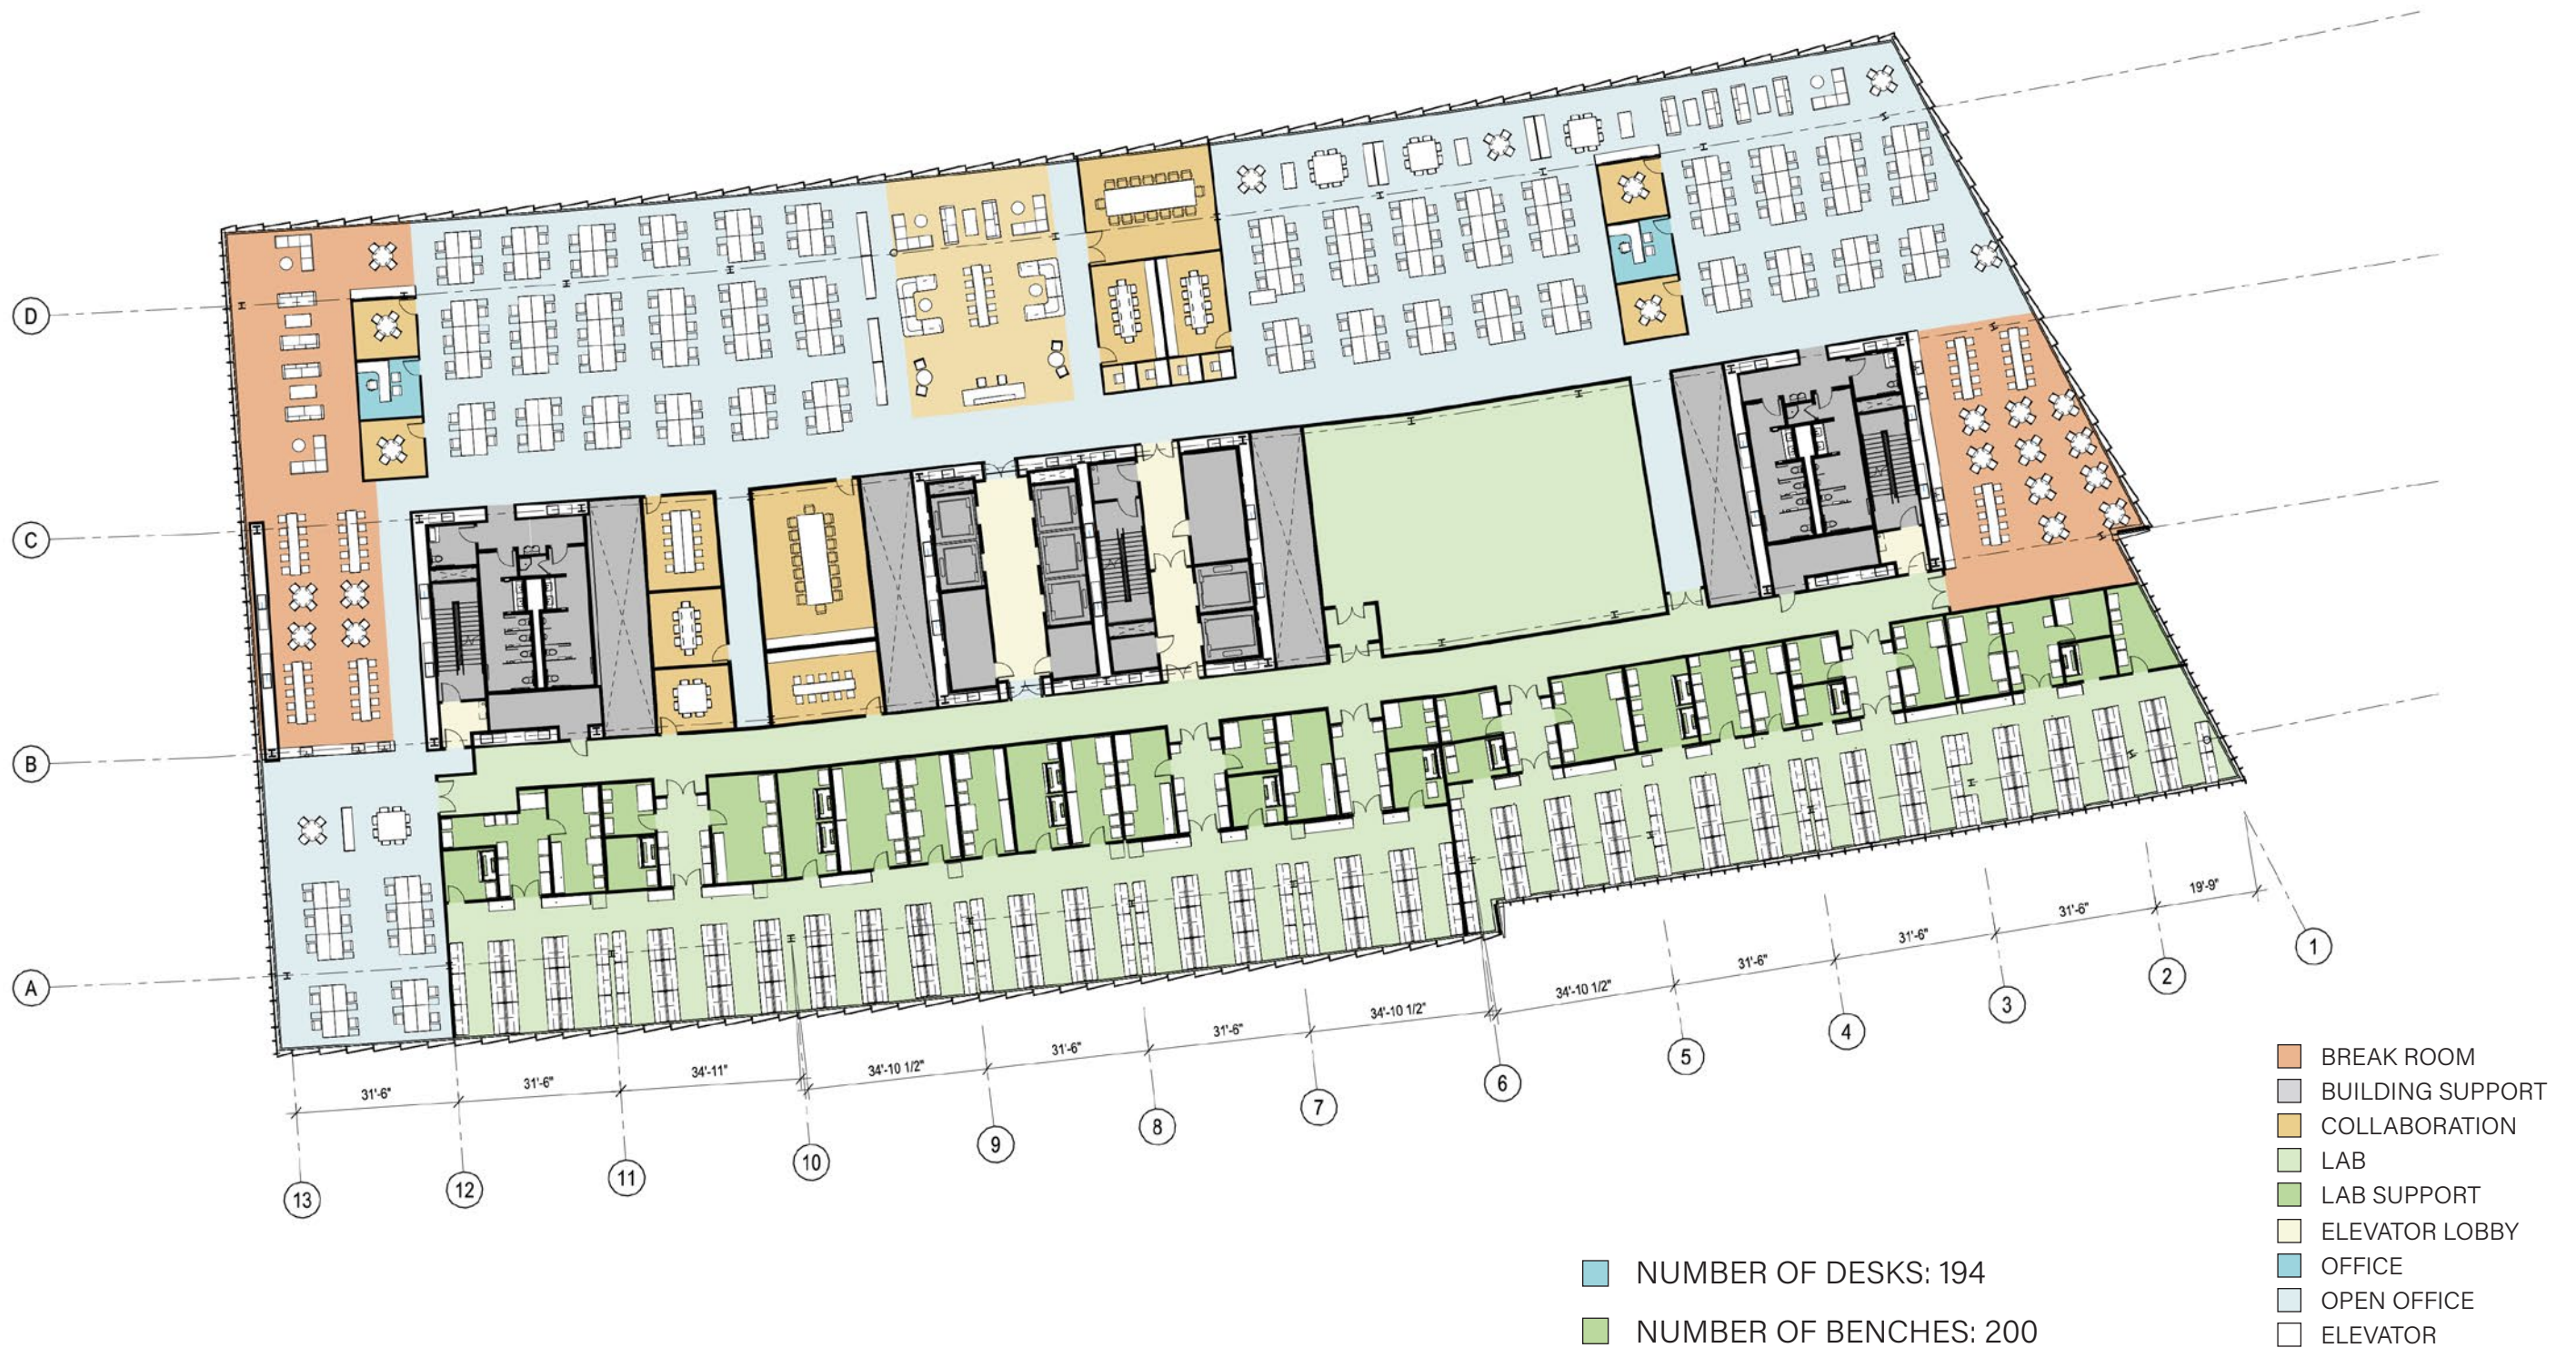 D
C
B
A
31'-6"
31'-6"
34'-11"
34'-10 1/2"
31'-6"
31'-6"
34'-10 1/2"
34'-10 1/2"
31'-6"
31'-6"
31'-6"
19'-9"
13
12
11
10
9
8
7
6
5
4
3
2
1
BREAK ROOM
BUILDING SUPPORT
COLLABORATION
LAB
LAB SUPPORT
ELEVATOR LOBBY
OFFICE
OPEN OFFICE
ELEVATOR
NUMBER OF DESKS: 194
NUMBER OF BENCHES: 200